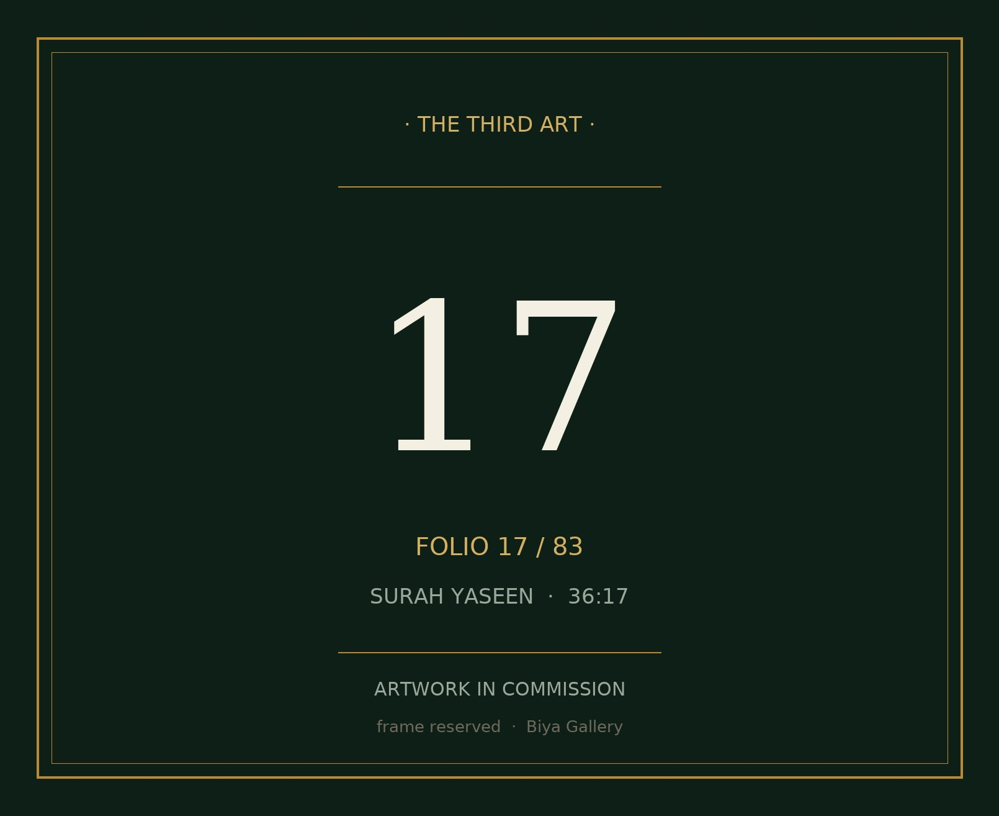 · THE THIRD ART ·
17
FOLIO 17 / 83
SURAH YASEEN · 36:17
ARTWORK IN COMMISSION
frame reserved · Biya Gallery